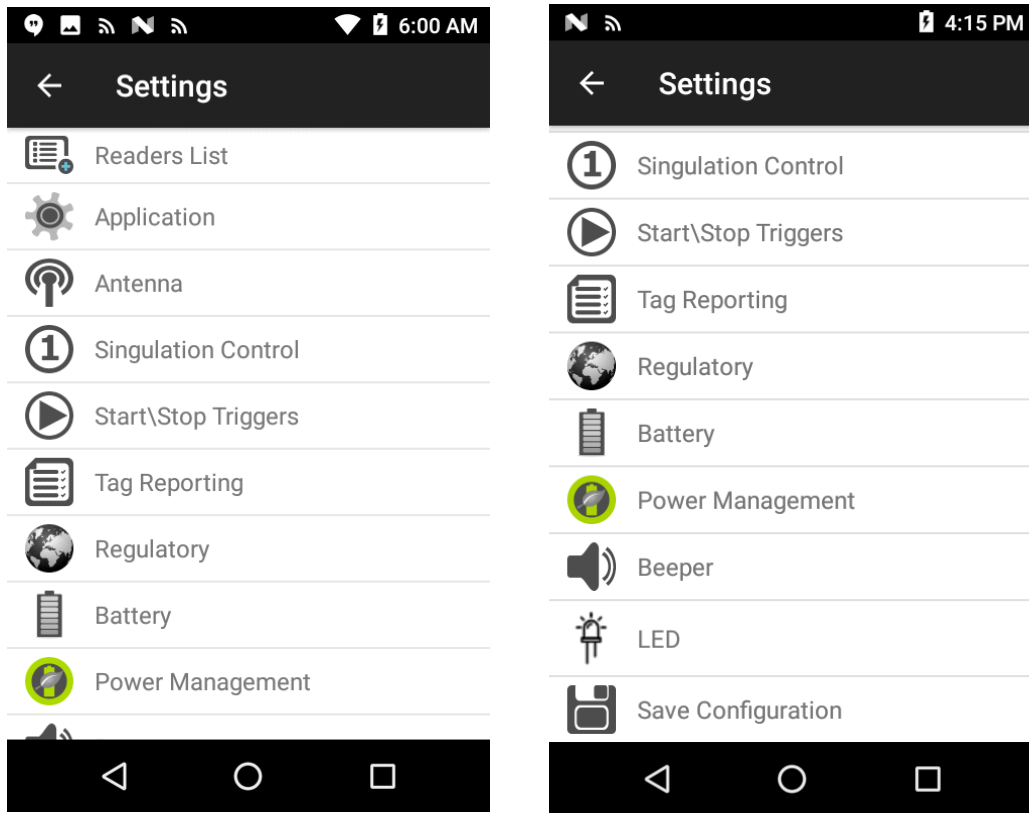 6:00 AM
Settings
Readers List
Application
Antenna
1
Singulation Control
Start\Stop Triggers
Tag Reporting
Regulatory
Battery
Power Management
4:15 PM
Settings
1
Singulation Control
Start\Stop Triggers
Tag Reporting
Regulatory
Battery
Power Management
Beeper
LED
Save Configuration